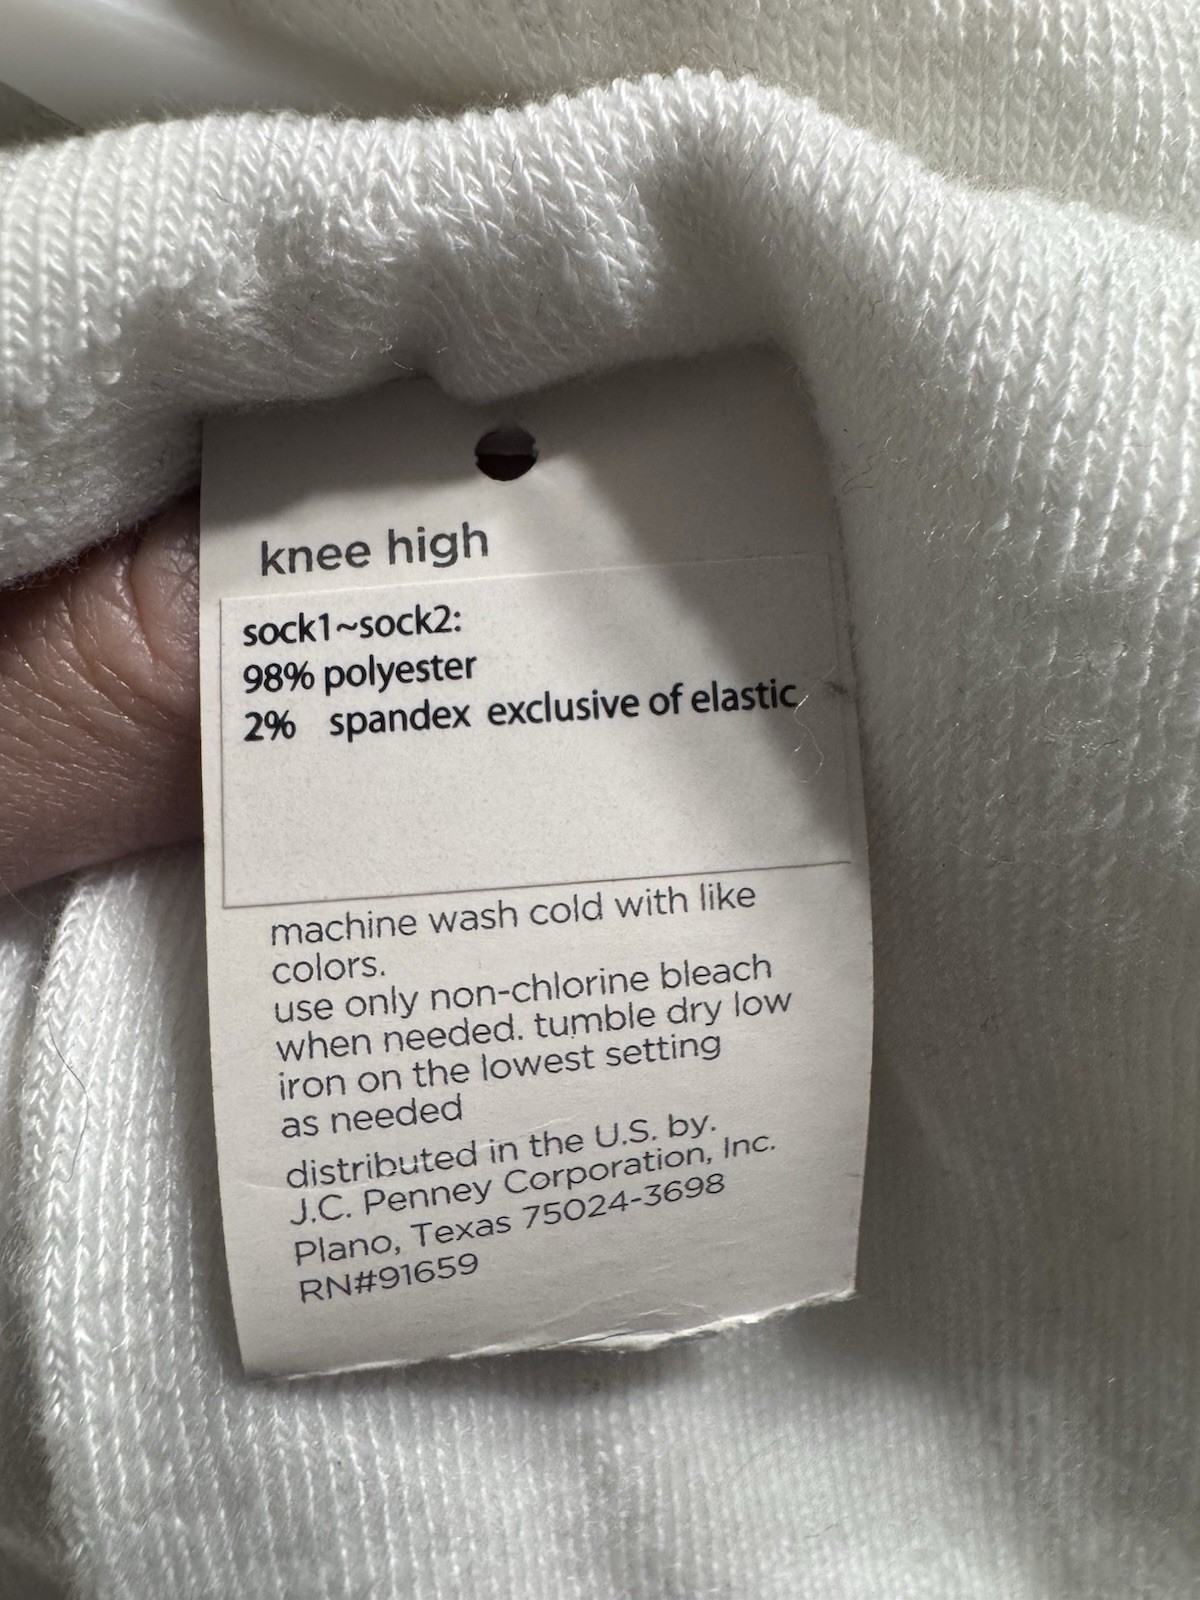 knee high
sock1~sock2:
98% polyester
2% spandex exclusive of elastic
machine wash cold with like
colors.
use only non-chlorine bleach
when needed. tumble dry low
iron on the lowest setting
as needed
distributed in the U.S. by.
J.C. Penney Corporation, Inc.
Plano, Texas 75024-3698
RN#91659